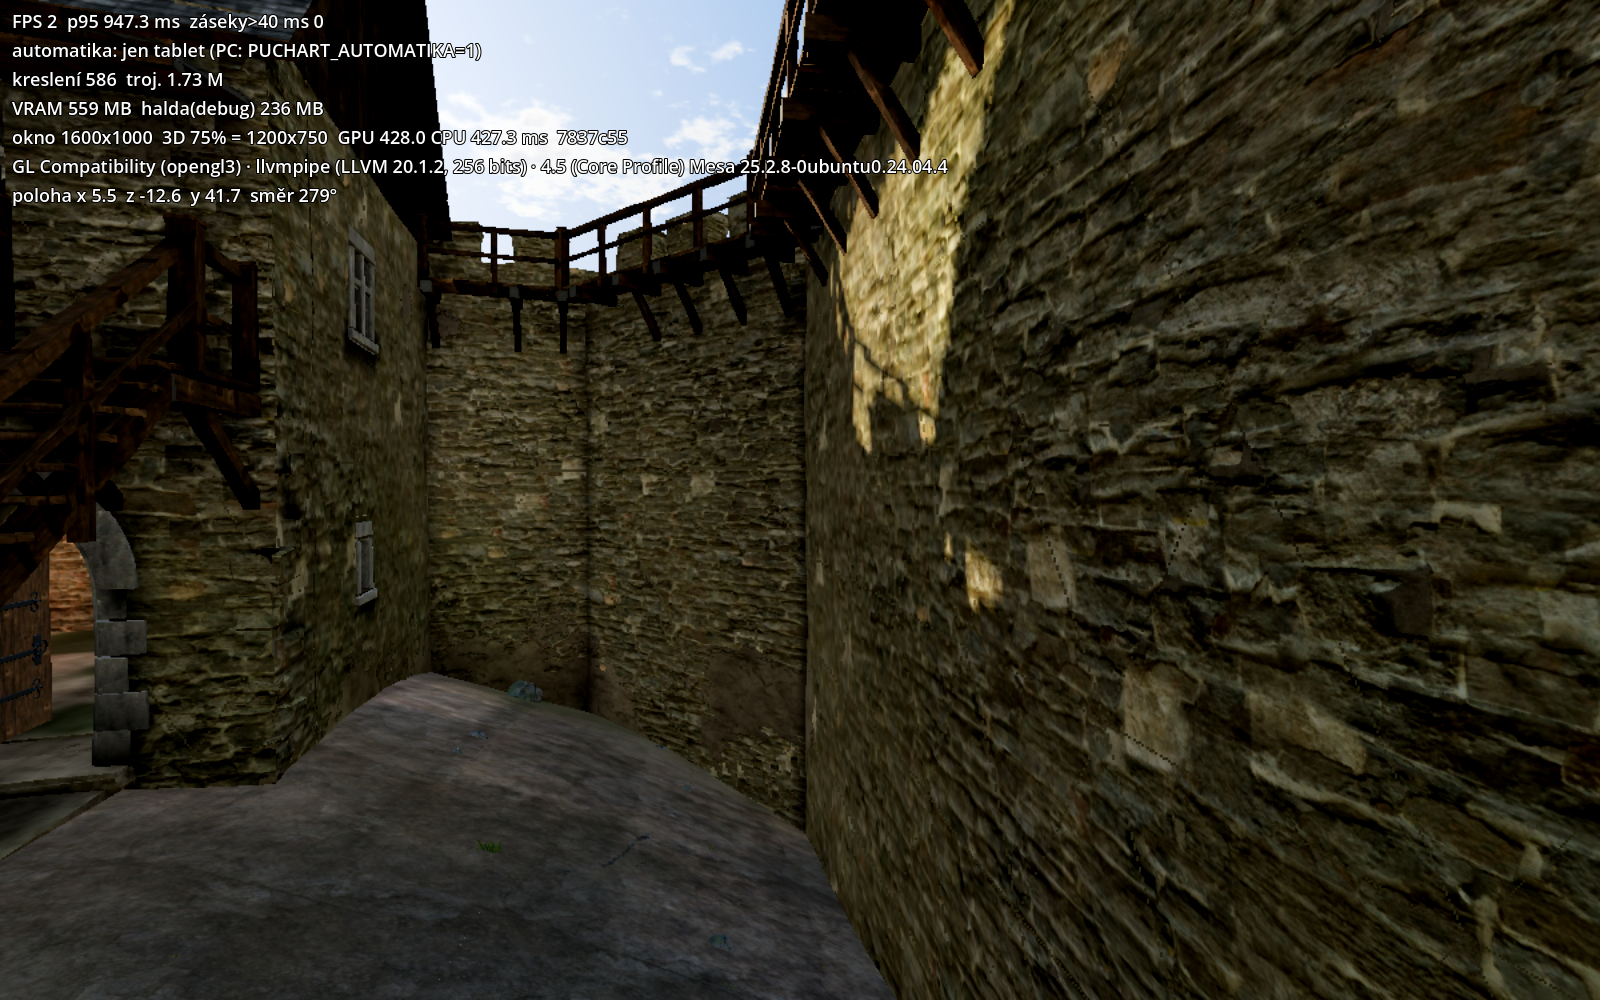 FPS 2  p95 947.3 ms  záseky>40 ms 0
automatika: jen tablet (PC: PUCHART_AUTOMATIKA=1)
kreslení 586  troj. 1.73 M
VRAM 559 MB  halda(debug) 236 MB
okno 1600x1000  3D 75% = 1200x750  GPU 428.0 CPU 427.3 ms  7837c55
GL Compatibility (opengl3) · llvmpipe (LLVM 20.1.2, 256 bits) · 4.5 (Core Profile) Mesa 25.2.8-0ubuntu0.24.04.4
poloha x 5.5  z -12.6  y 41.7  směr 279°